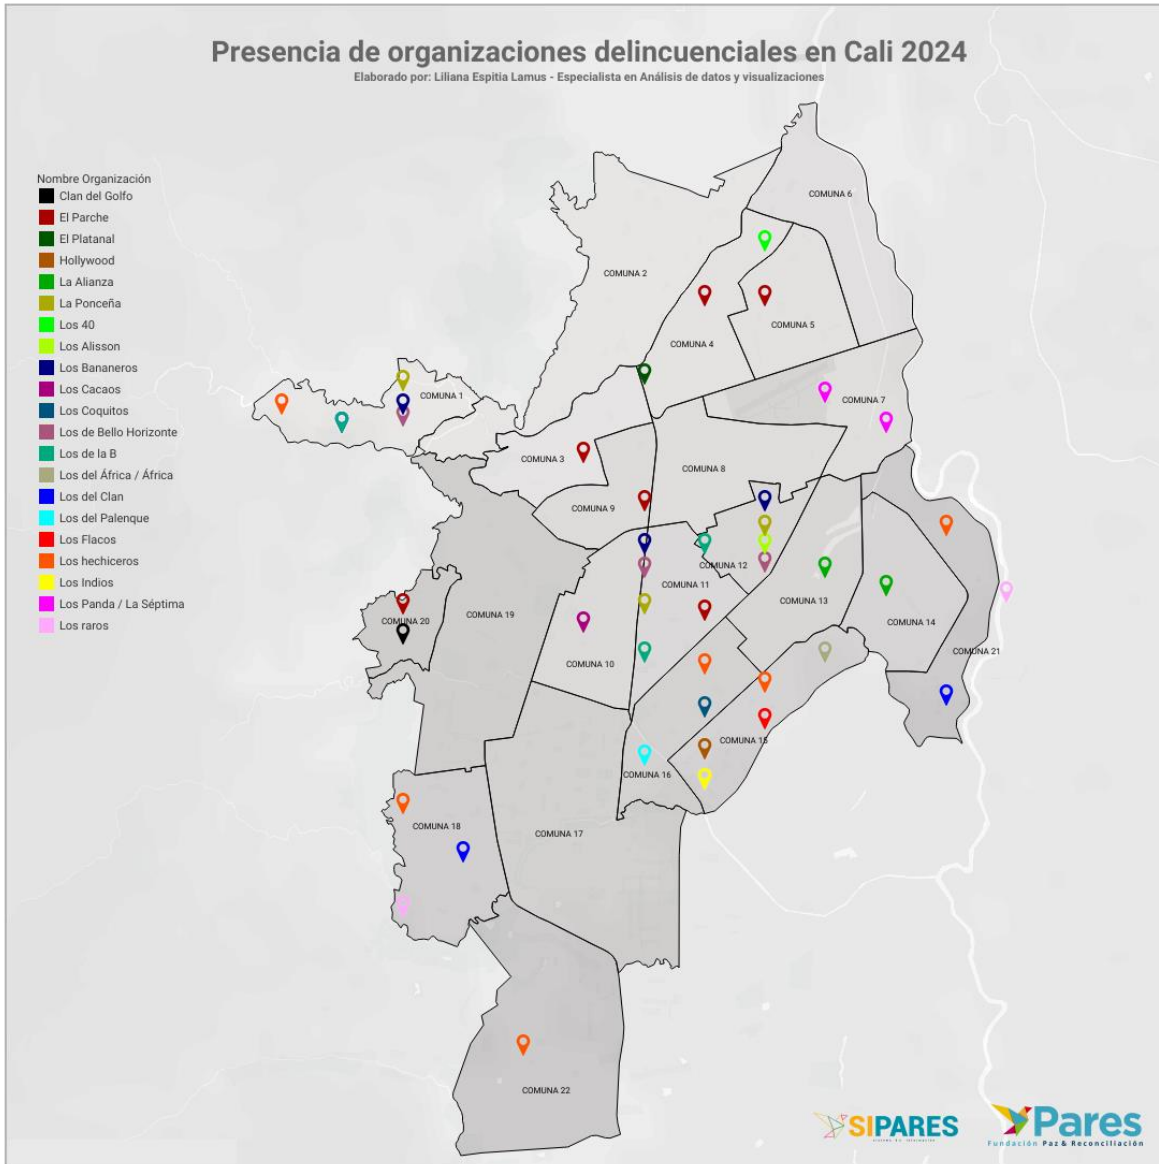 Presencia de organizaciones delincuenciales en Cali 2024
Elaborado por: Liliana Espitia Lamus - Especialista en Análisis de datos y visualizaciones
Nombre Organización
Clan del Golfo
El Parche
El Platanal
Hollywood
La Alianza
La Ponceña
Los 40
Los Alisson
Los Bananeros
Los Cacaos
Los Coquitos
Los de Bello Horizonte
Los de la B
Los del África / África
Los del Clan
Los del Palenque
Los Flacos
Los hechiceros
Los Indios
Los Panda / La Séptima
Los raros
COMUNA 6
COMUNA 2
COMUNA 5
COMUNA 4
COMUNA 1
COMUNA 7
COMUNA 3
COMUNA 8
COMUNA 9
COMUNA 12
COMUNA 11
COMUNA 13
COMUNA 19
COMUNA 20
COMUNA 14
COMUNA 21
COMUNA 10
COMUNA 15
COMUNA 16
COMUNA 18
COMUNA 17
COMUNA 22
SIPARES
sistema de información
Pares
Fundación Paz & Reconciliación